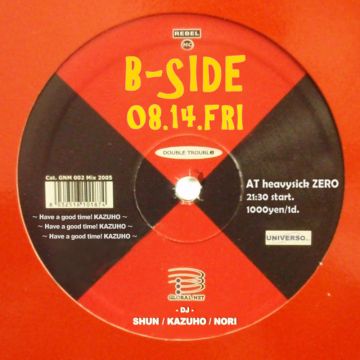 REBEL
MC
B-SIDE
08.14.FRI
DOUBLE TROUBLE
Cat. GNM 002 Mix 2005
~ Have a good time! KAZUHO ~
~ Have a good time! KAZUHO ~
~ Have a good time! KAZUHO ~
AT heavysick ZERO
21:30 start.
1000yen/1d.
UNIVERSO..
GLOBAL.NET
- DJ -
SHUN / KAZUHO / NORI